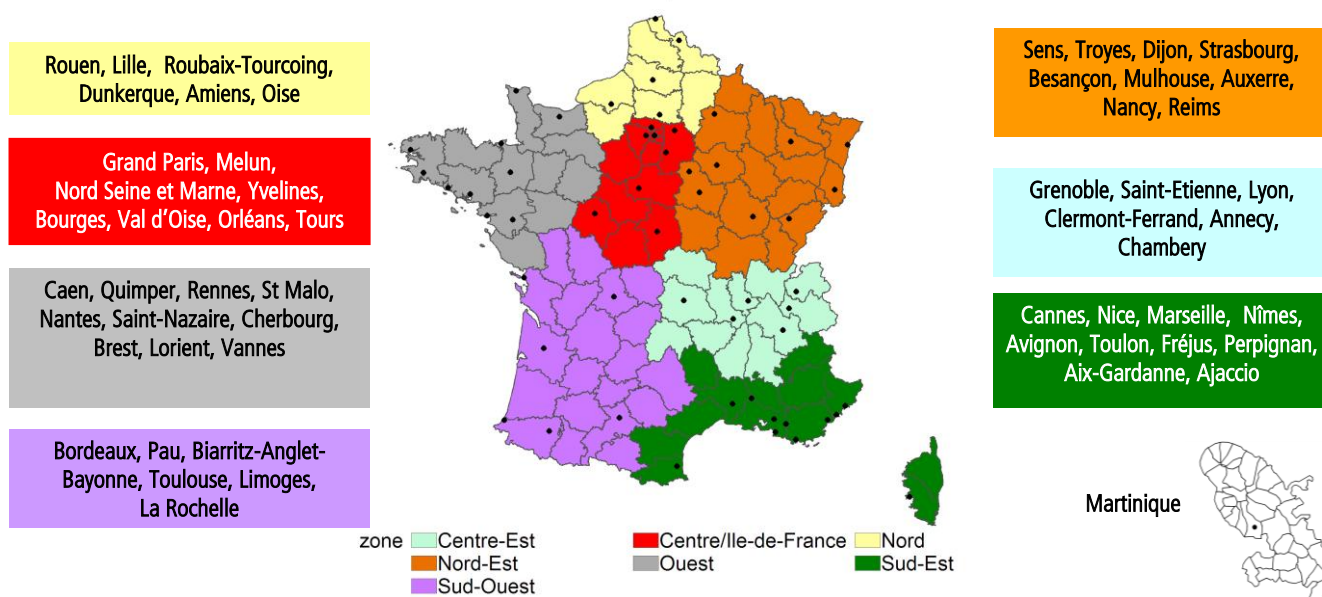 Rouen, Lille, Roubaix-Tourcoing,
Dunkerque, Amiens, Oise
Grand Paris, Melun,
Nord Seine et Marne, Yvelines,
Bourges, Val d'Oise, Orléans, Tours
Caen, Quimper, Rennes, St Malo,
Nantes, Saint-Nazaire, Cherbourg,
Brest, Lorient, Vannes
Bordeaux, Pau, Biarritz-Anglet-
Bayonne, Toulouse, Limoges,
La Rochelle
Sens, Troyes, Dijon, Strasbourg,
Besançon, Mulhouse, Auxerre,
Nancy, Reims
Grenoble, Saint-Etienne, Lyon,
Clermont-Ferrand, Annecy,
Chambery
Cannes, Nice, Marseille, Nîmes,
Avignon, Toulon, Fréjus, Perpignan,
Aix-Gardanne, Ajaccio
Martinique
zone Centre-Est Centre/Ile-de-France Nord
Nord-Est Ouest Sud-Est
Sud-Ouest